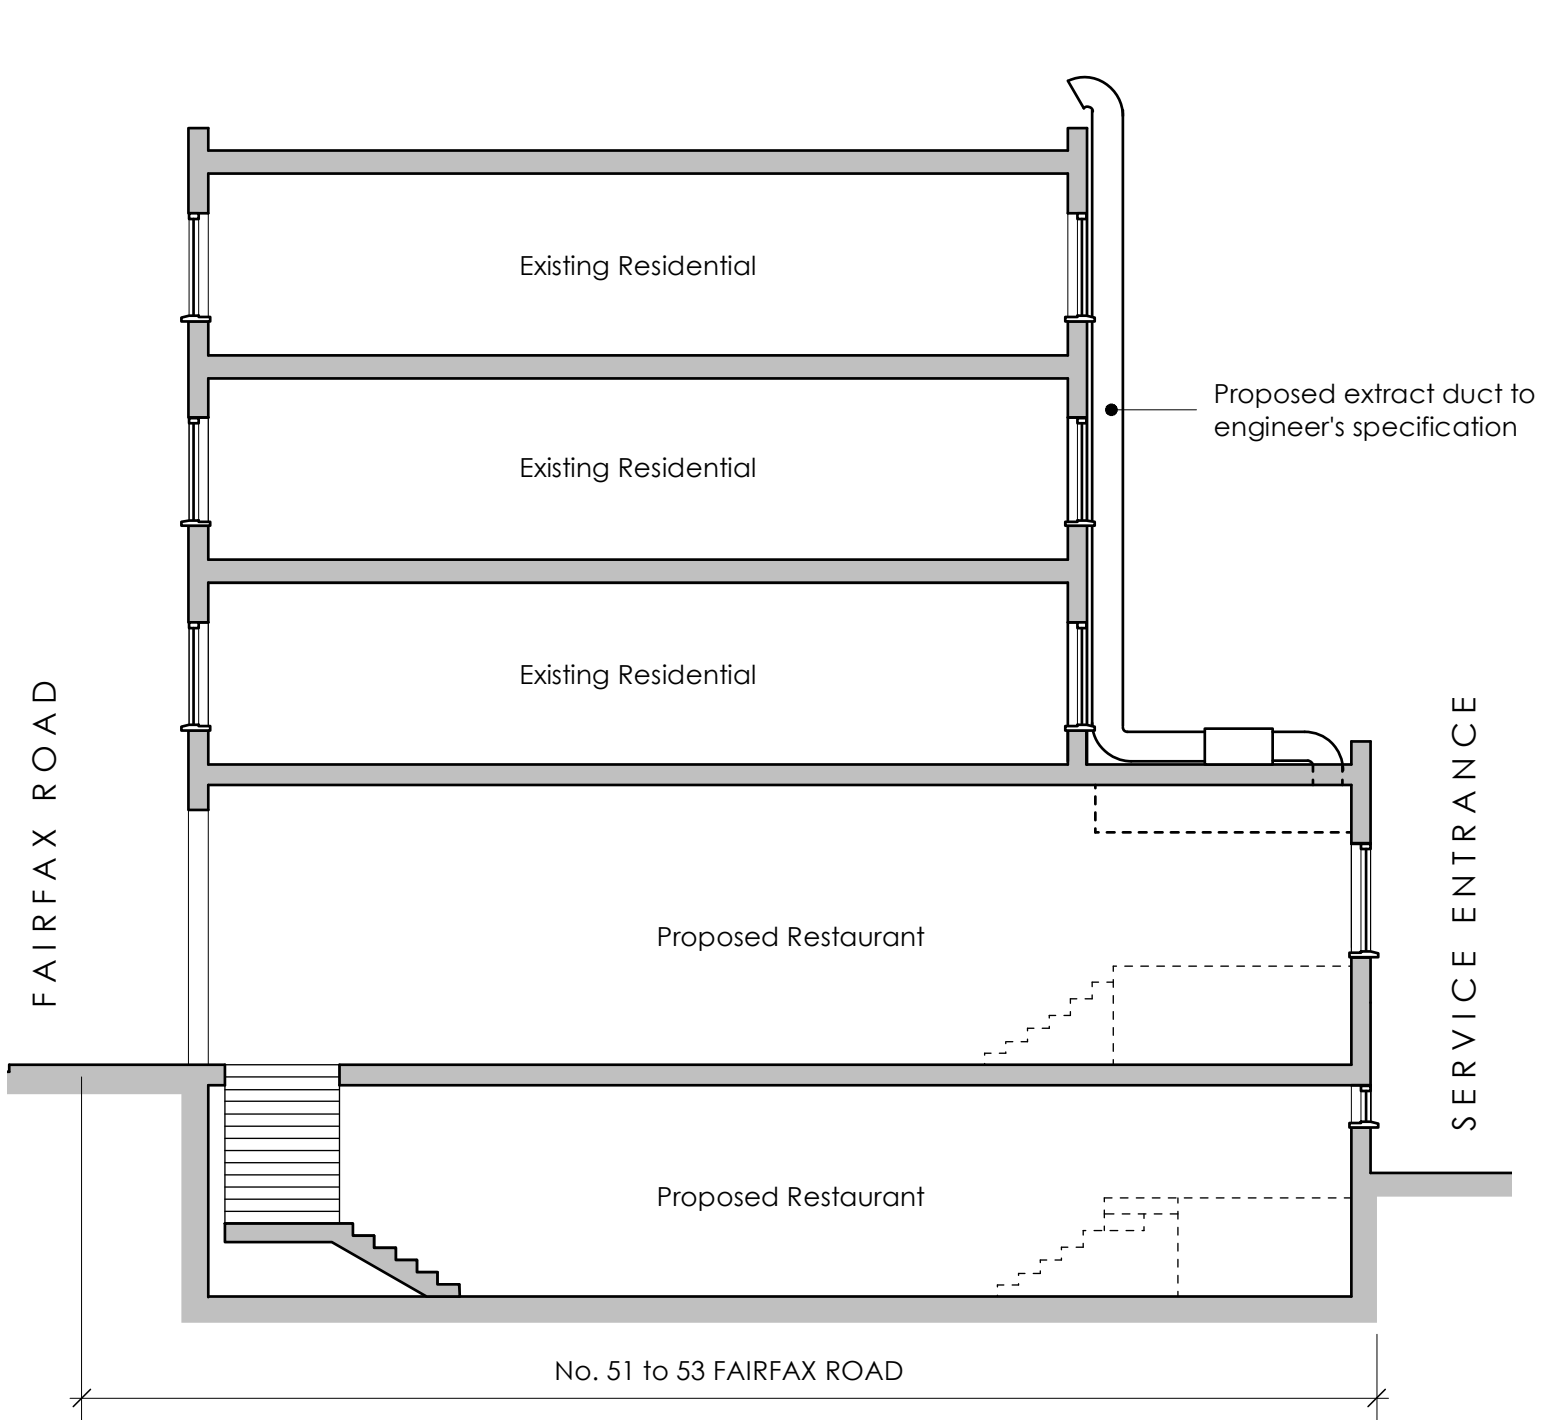 Existing Residential
Proposed extract duct to
engineer's specification
Existing Residential
Existing Residential
FAIRFAX ROAD
SERVICE ENTRANCE
Proposed Restaurant
Proposed Restaurant
No. 51 to 53 FAIRFAX ROAD